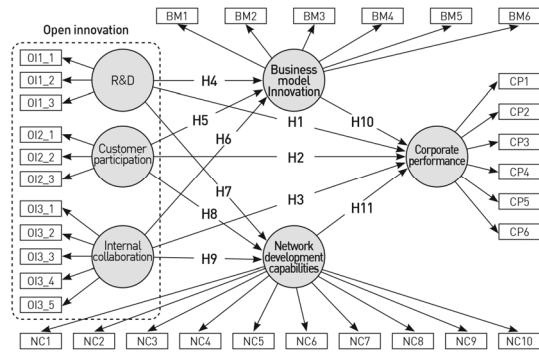 BM1 BM2 BM3 BM4 BM5 BM6
Open innovation
OI1_1
OI1_2
OI1_3
R&D
H4
Business
model
Innovation
H5
H1
H10
H6
CP1
CP2
CP3
CP4
CP5
CP6
OI2_1
OI2_2
OI2_3
Customer
participation
H2
Corporate
performance
H7
H8
H3
H11
OI3_1
OI3_2
OI3_3
OI3_4
OI3_5
Internal
collaboration
H9
Network
development
capabilities
NC1 NC2 NC3 NC4 NC5 NC6 NC7 NC8 NC9 NC10